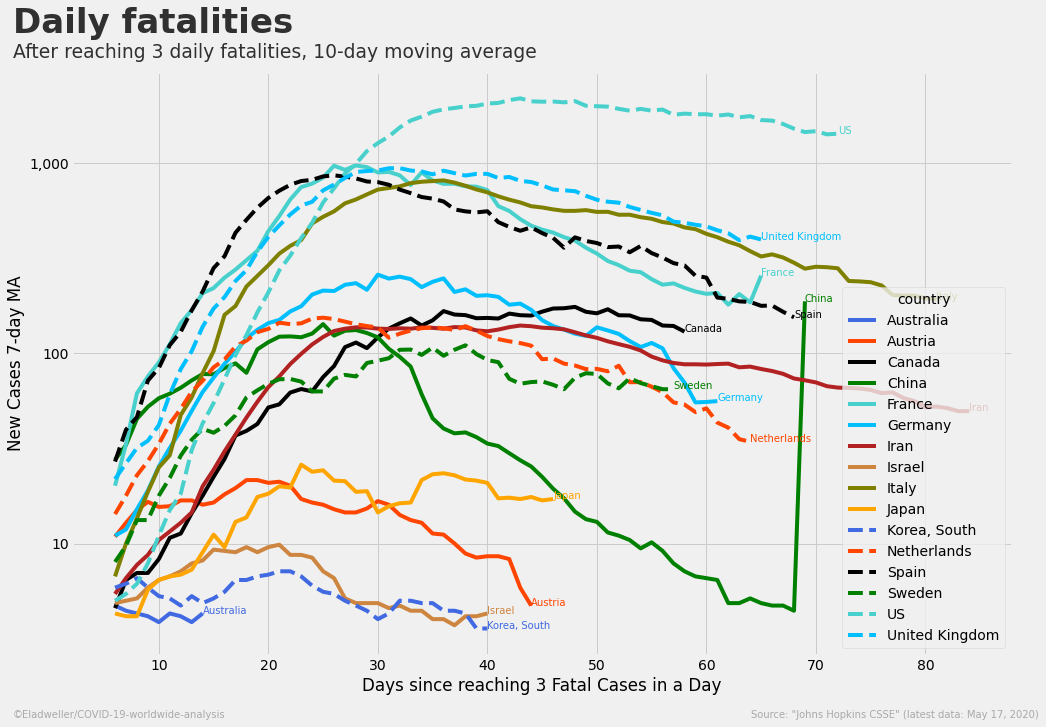 Daily fatalities
After reaching 3 daily fatalities, 10-day moving average
New Cases 7-day MA
1,000
100
10
US
United Kingdom
France
China
Italy
Spain
Canada
Sweden
Germany
Iran
Netherlands
Japan
Australia
Israel
Austria
Korea, South
country
Australia
Austria
Canada
China
France
Germany
Iran
Israel
Italy
Japan
Korea, South
Netherlands
Spain
Sweden
US
United Kingdom
10 20 30 40 50 60 70 80
Days since reaching 3 Fatal Cases in a Day
©Eladweller/COVID-19-worldwide-analysis
Source: "Johns Hopkins CSSE" (latest data: May 17, 2020)